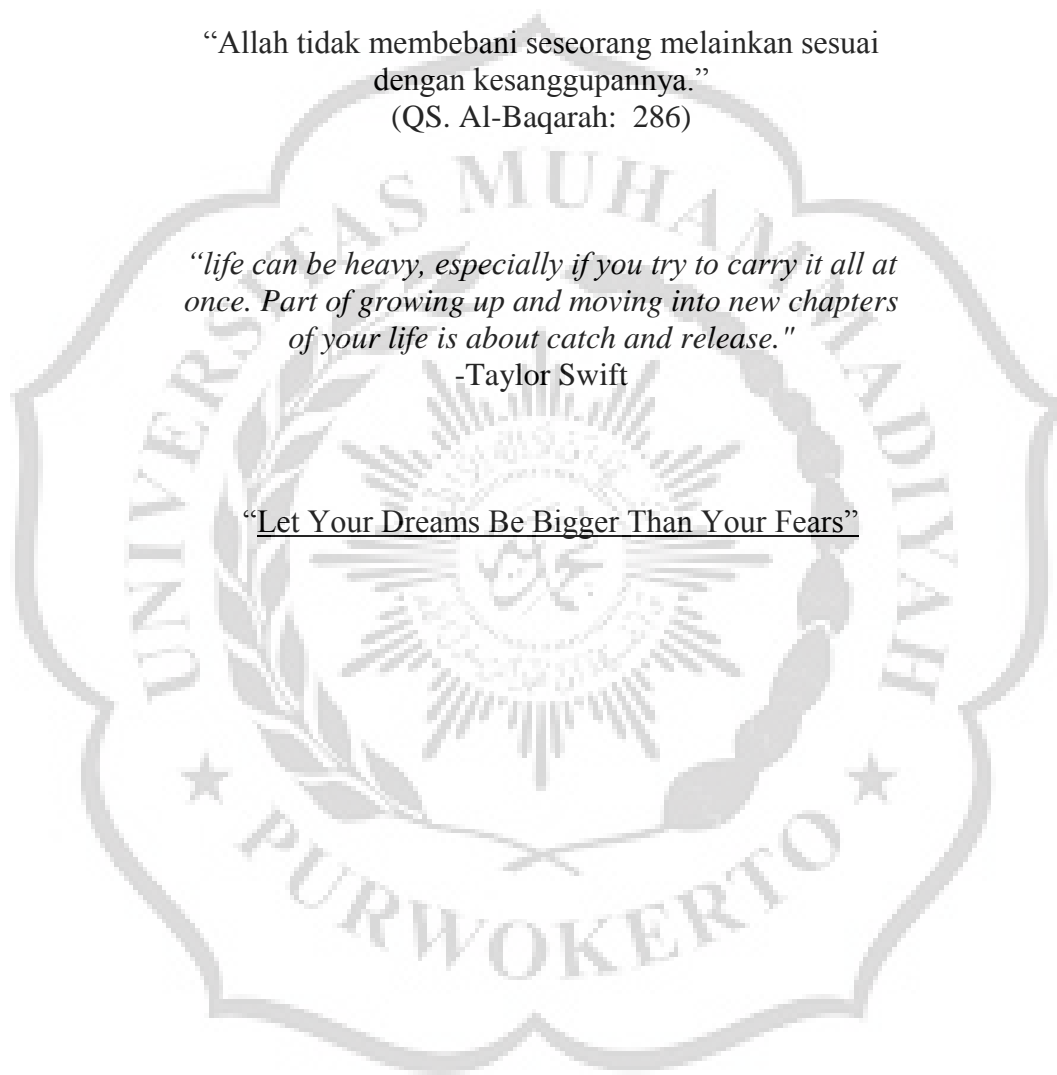 “Allah tidak membebani seseorang melainkan sesuai
dengan kesanggupannya.”
(QS. Al-Baqarah:  286)
“life can be heavy, especially if you try to carry it all at
once. Part of growing up and moving into new chapters
of your life is about catch and release."
-Taylor Swift
“Let Your Dreams Be Bigger Than Your Fears”
UNIVERSITAS MUHAMMADIYAH
PURWOKERTO